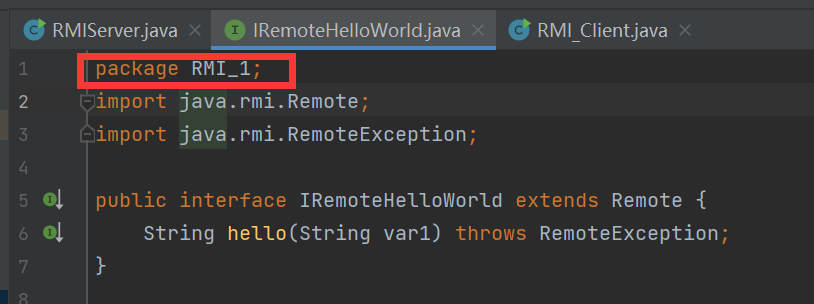 RMIServer.java IRemoteHelloWorld.java RMI_Client.java
1 package RMI_1;
2 import java.rmi.Remote;
3 import java.rmi.RemoteException;
4
5 public interface IRemoteHelloWorld extends Remote {
6 String hello(String var1) throws RemoteException;
7 }
8